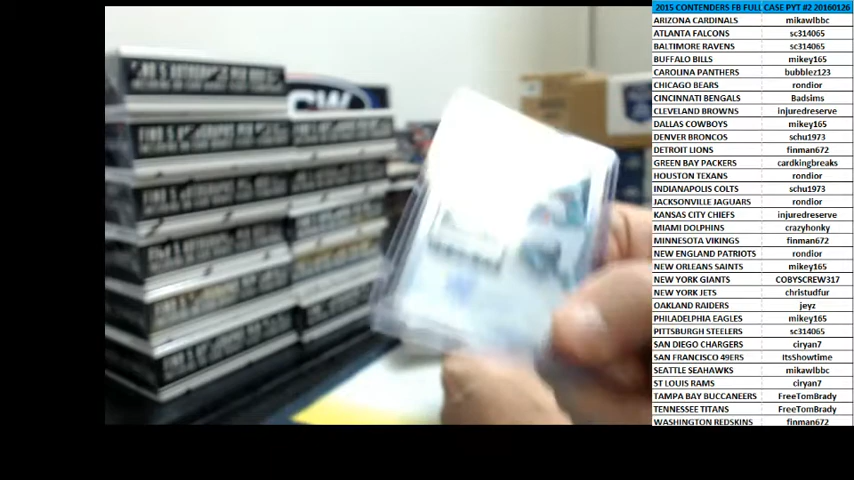 2015 CONTENDERS FB FULL CASE PYT #2 20160126
ARIZONA CARDINALS mikawlbbc
ATLANTA FALCONS sc314065
BALTIMORE RAVENS sc314065
BUFFALO BILLS mikey165
CAROLINA PANTHERS bubblez123
CHICAGO BEARS rondior
CINCINNATI BENGALS Badsims
CLEVELAND BROWNS injuredreserve
DALLAS COWBOYS mikey165
DENVER BRONCOS schu1973
DETROIT LIONS finman672
GREEN BAY PACKERS cardkingbreaks
HOUSTON TEXANS rondior
INDIANAPOLIS COLTS schu1973
JACKSONVILLE JAGUARS rondior
KANSAS CITY CHIEFS injuredreserve
MIAMI DOLPHINS crazyhonky
MINNESOTA VIKINGS finman672
NEW ENGLAND PATRIOTS rondior
NEW ORLEANS SAINTS mikey165
NEW YORK GIANTS COBYSCREW317
NEW YORK JETS christudfur
OAKLAND RAIDERS jeyz
PHILADELPHIA EAGLES mikey165
PITTSBURGH STEELERS sc314065
SAN DIEGO CHARGERS ciryan7
SAN FRANCISCO 49ERS ItsShowtime
SEATTLE SEAHAWKS mikawlbbc
ST LOUIS RAMS ciryan7
TAMPA BAY BUCCANEERS FreeTomBrady
TENNESSEE TITANS FreeTomBrady
WASHINGTON REDSKINS finman672